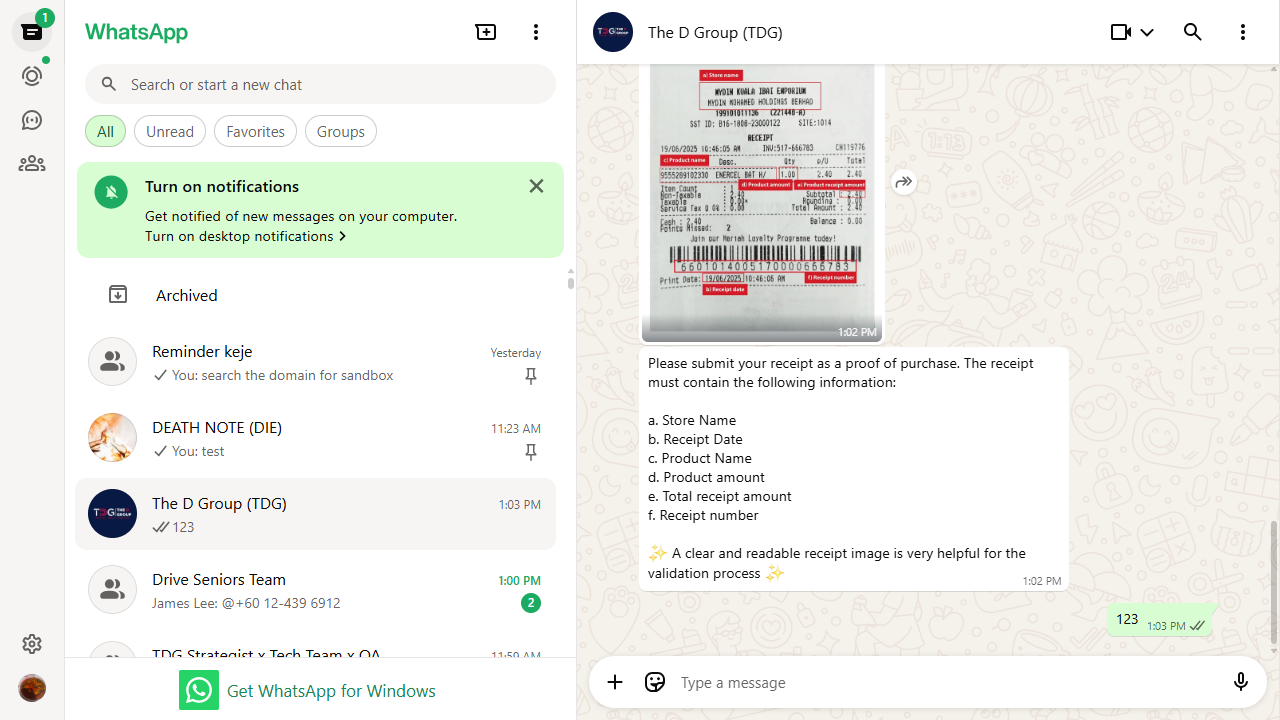 1
WhatsApp
Search or start a new chat
All
Unread
Favorites
Groups
Turn on notifications
Get notified of new messages on your computer.
Turn on desktop notifications
Archived
Reminder keje
Yesterday
You: search the domain for sandbox
DEATH NOTE (DIE)
11:23 AM
You: test
The D Group (TDG)
1:03 PM
123
Drive Seniors Team
1:00 PM
James Lee: @+60 12-439 6912
2
TDG Strategist x Tech Team x QA
11:59 AM
Get WhatsApp for Windows
The D Group (TDG)
a) Store name
MYDIN KUALA IBAI EMPORIUM
MYDIN MOHAMED HOLDINGS BERHAD
199101011136 (221448-A)
SST ID: B16-1808-23000122 SITE:1014
RECEIPT
19/06/2025 10:46:05 AM INV:517-666783 CH119776
c) Product name Desc. Qty P/U Total
9555289102330 ENERCEL BAT H/ 1.00 2.40 2.40
d) Product amount e) Product receipt amount
Item Count : 1 Subtotal : 2.40
Non-Taxable : 2.40 Rounding : 0.00
Taxable : 0.00*
Service Tax @ 0% : 0.00 Total Amount : 2.40
Cash : 2.40 Balance : 0.00
Points Missed: 2
Join our Meriah Loyalty Programme today!
660101400517000066​6783
Print Date: 19/06/2025 10:46:06 AM f) Receipt number
b) Receipt date
1:02 PM
Please submit your receipt as a proof of purchase. The receipt
must contain the following information:
a. Store Name
b. Receipt Date
c. Product Name
d. Product amount
e. Total receipt amount
f. Receipt number
✨ A clear and readable receipt image is very helpful for the
validation process ✨
1:02 PM
123
1:03 PM
Type a message